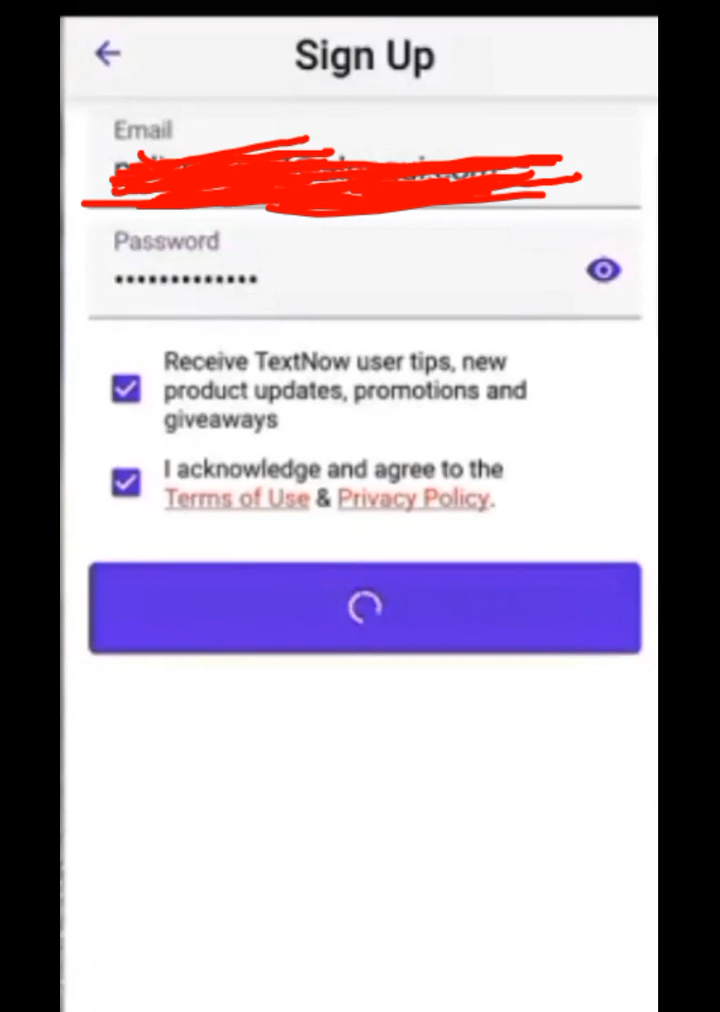 Sign Up
Email
Password
•••••••••••••
Receive TextNow user tips, new
product updates, promotions and
giveaways
I acknowledge and agree to the
Terms of Use & Privacy Policy.